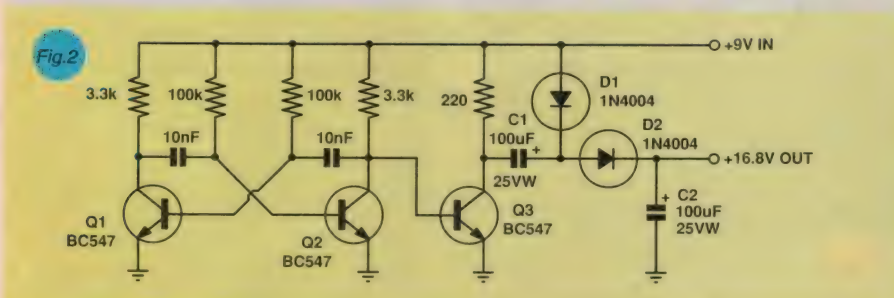 Fig.2
+9V IN
3.3k
100k
100k
3.3k
220
D1
1N4004
10nF
10nF
C1
100uF
+
25VW
D2
1N4004
+16.8V OUT
+
C2
100uF
25VW
Q1
BC547
Q2
BC547
Q3
BC547